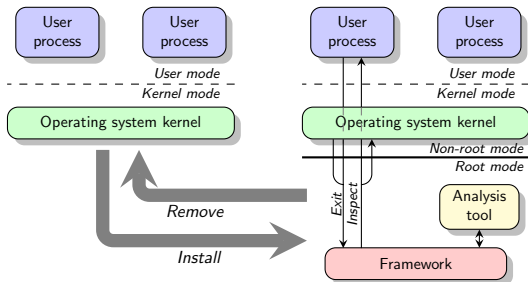 User
process
User
process
User mode
Kernel mode
Operating system kernel
Remove
Install
User
process
User
process
User mode
Kernel mode
Operating system kernel
Non-root mode
Root mode
Exit
Inspect
Analysis
tool
Framework